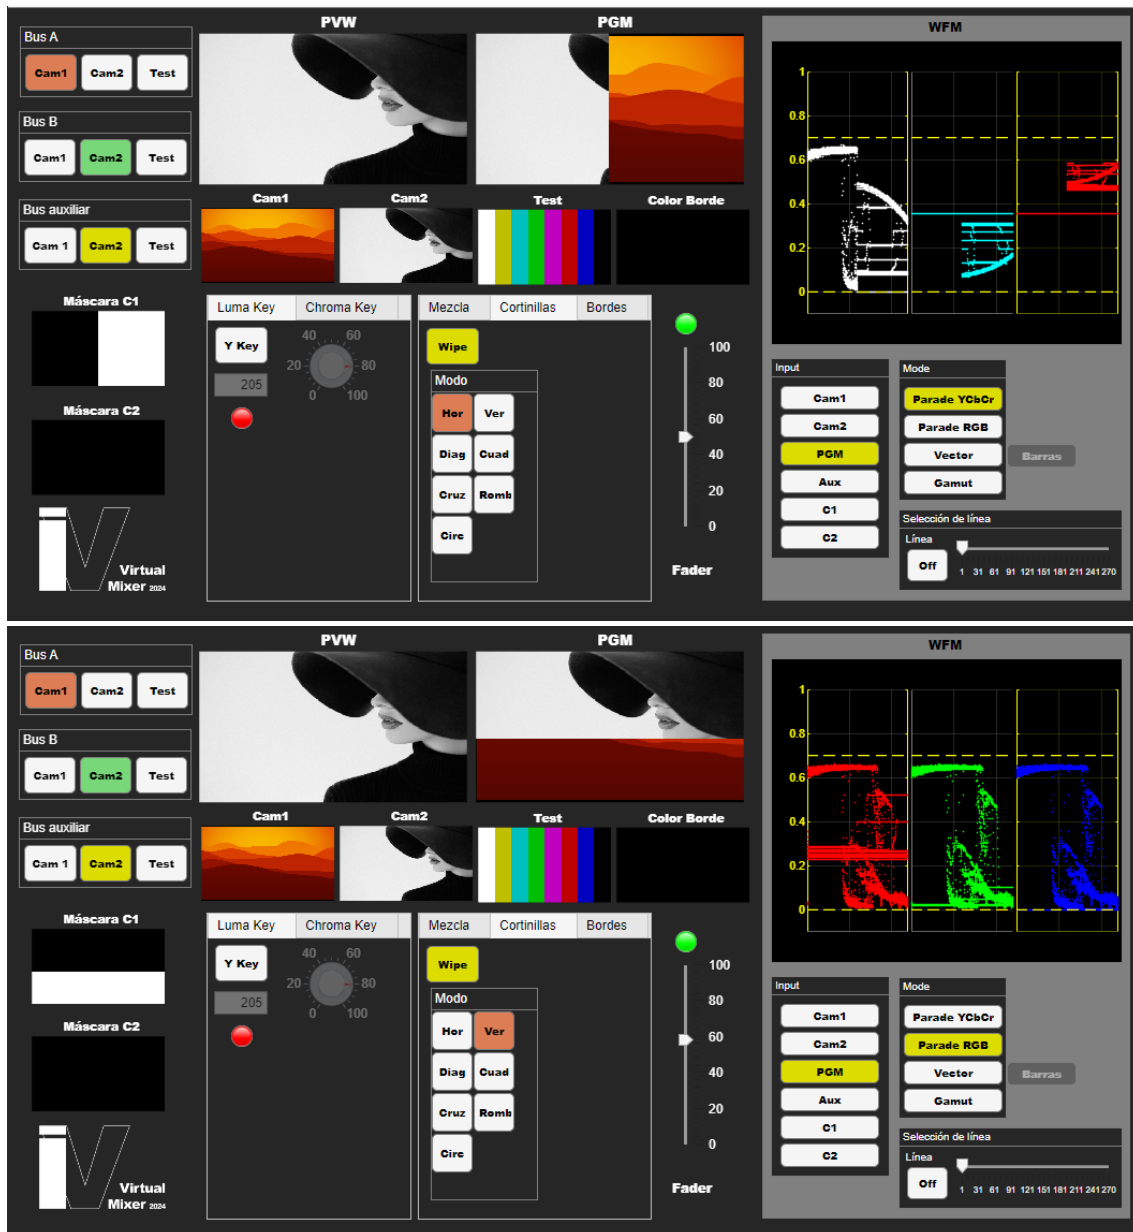 PVW
PGM
WFM
Bus A
Cam1 Cam2 Test
Bus B
Cam1 Cam2 Test
Bus auxiliar
Cam 1 Cam2 Test
Cam1
Cam2
Test
Color Borde
1
0.8
0.6
0.4
0.2
0
Máscara C1
Máscara C2
Virtual
Mixer 2024
Luma Key Chroma Key
Y Key
205
0 20 40 60 80 100
Mezcla Cortinillas Bordes
Wipe
Modo
Hor Ver
Diag Cuad
Cruz Romb
Circ
100
80
60
40
20
0
Fader
Input
Cam1
Cam2
PGM
Aux
C1
C2
Mode
Parade YCbCr
Parade RGB
Vector
Gamut
Barras
Selección de línea
Línea
Off
1 31 61 91 121 151 181 211 241 270
PVW
PGM
WFM
Bus A
Cam1 Cam2 Test
Bus B
Cam1 Cam2 Test
Bus auxiliar
Cam 1 Cam2 Test
Cam1
Cam2
Test
Color Borde
1
0.8
0.6
0.4
0.2
0
Máscara C1
Máscara C2
Virtual
Mixer 2024
Luma Key Chroma Key
Y Key
205
0 20 40 60 80 100
Mezcla Cortinillas Bordes
Wipe
Modo
Hor Ver
Diag Cuad
Cruz Romb
Circ
100
80
60
40
20
0
Fader
Input
Cam1
Cam2
PGM
Aux
C1
C2
Mode
Parade YCbCr
Parade RGB
Vector
Gamut
Barras
Selección de línea
Línea
Off
1 31 61 91 121 151 181 211 241 270